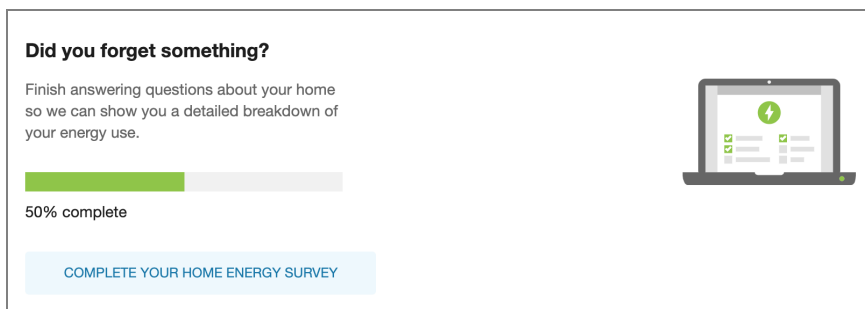 Did you forget something?
Finish answering questions about your home
so we can show you a detailed breakdown of
your energy use.
50% complete
COMPLETE YOUR HOME ENERGY SURVEY